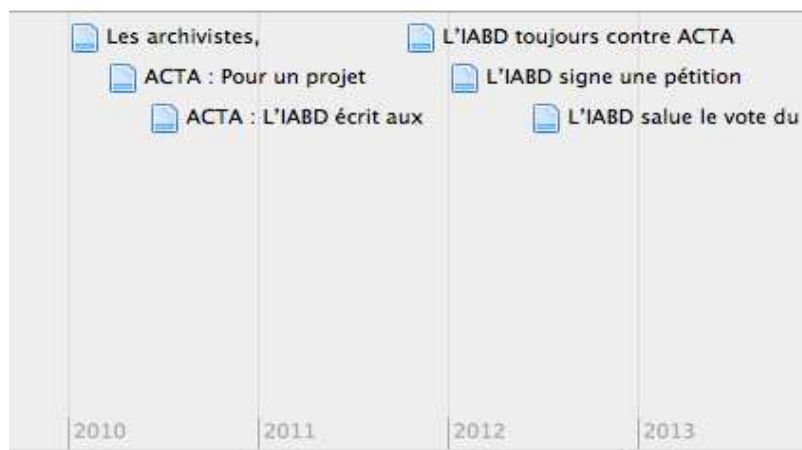 Les archivistes,
L'IABD toujours contre ACTA
ACTA : Pour un projet
L'IABD signe une pétition
ACTA : L'IABD écrit aux
L'IABD salue le vote du
2010
2011
2012
2013